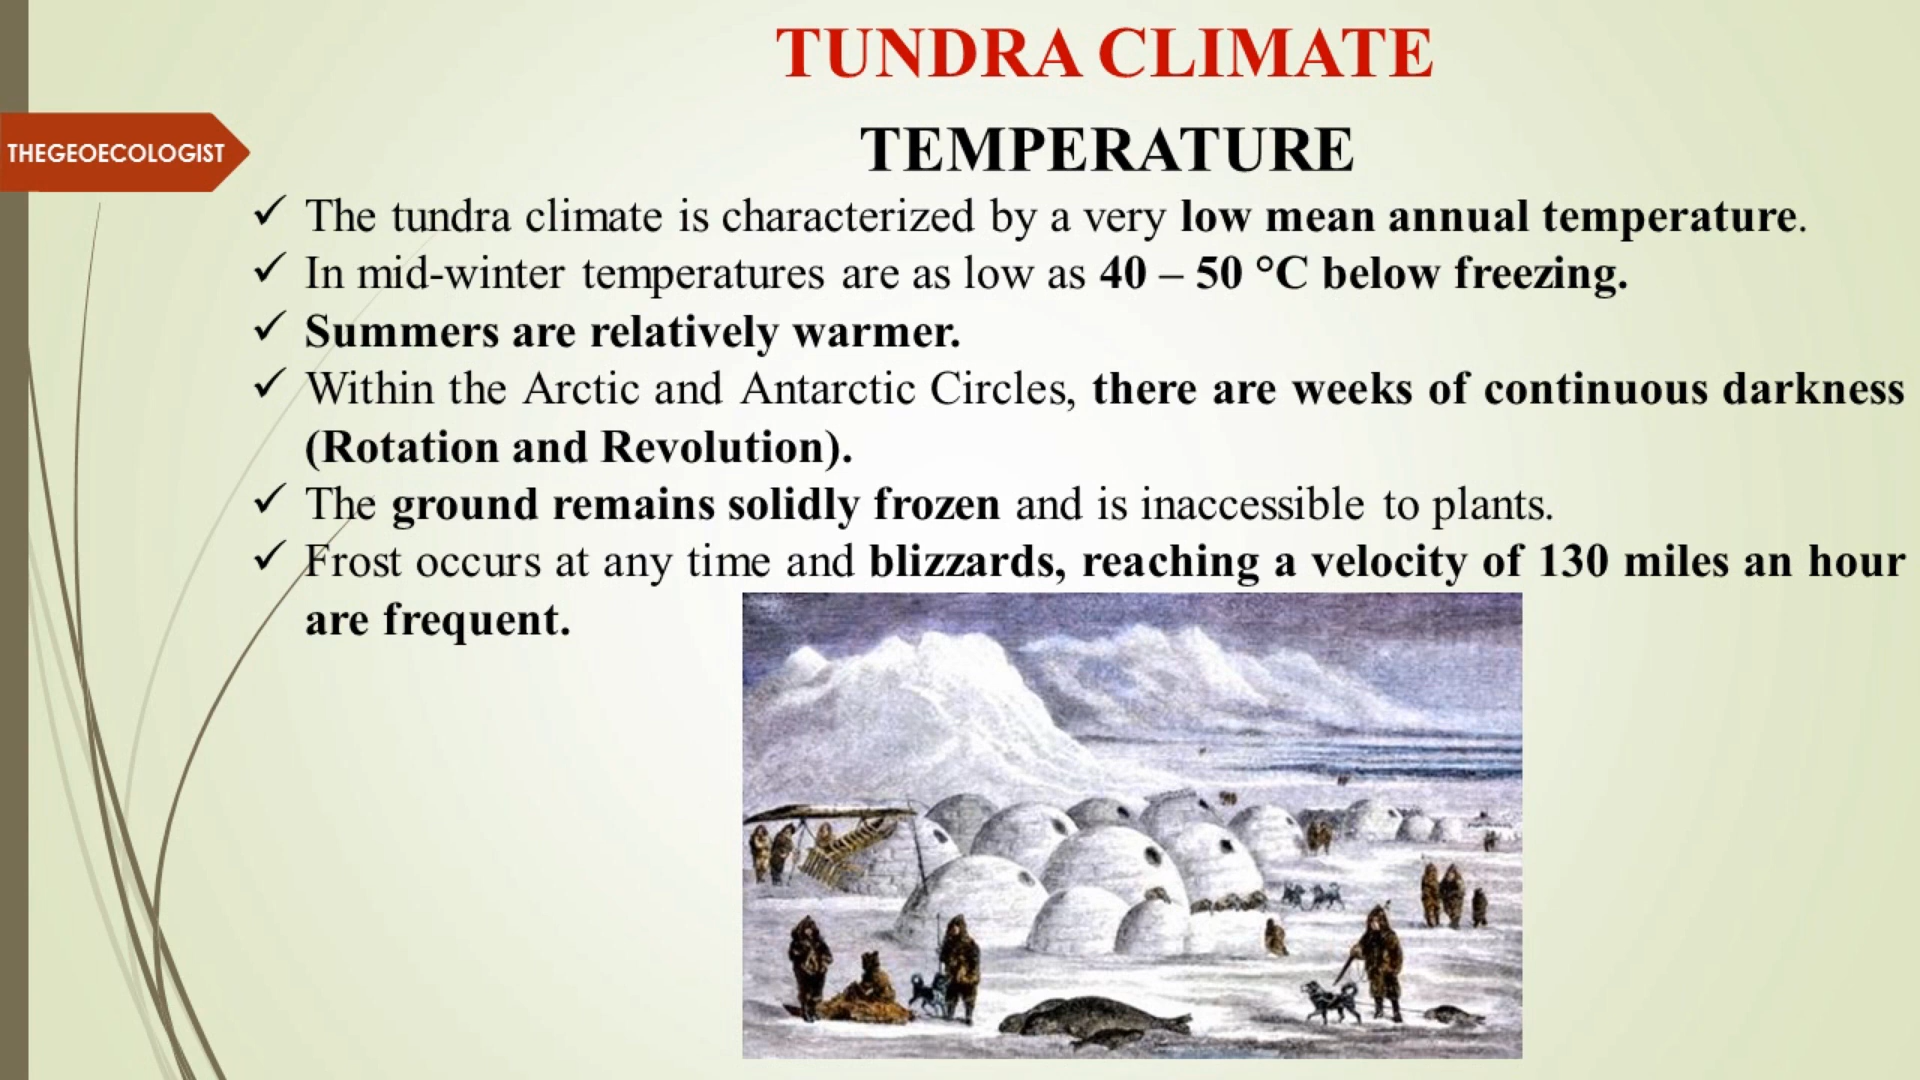 TUNDRA CLIMATE
THEGEOECOLOGIST
TEMPERATURE
✓ The tundra climate is characterized by a very low mean annual temperature.
✓ In mid-winter temperatures are as low as 40 – 50 °C below freezing.
✓ Summers are relatively warmer.
✓ Within the Arctic and Antarctic Circles, there are weeks of continuous darkness
(Rotation and Revolution).
✓ The ground remains solidly frozen and is inaccessible to plants.
✓ Frost occurs at any time and blizzards, reaching a velocity of 130 miles an hour
are frequent.